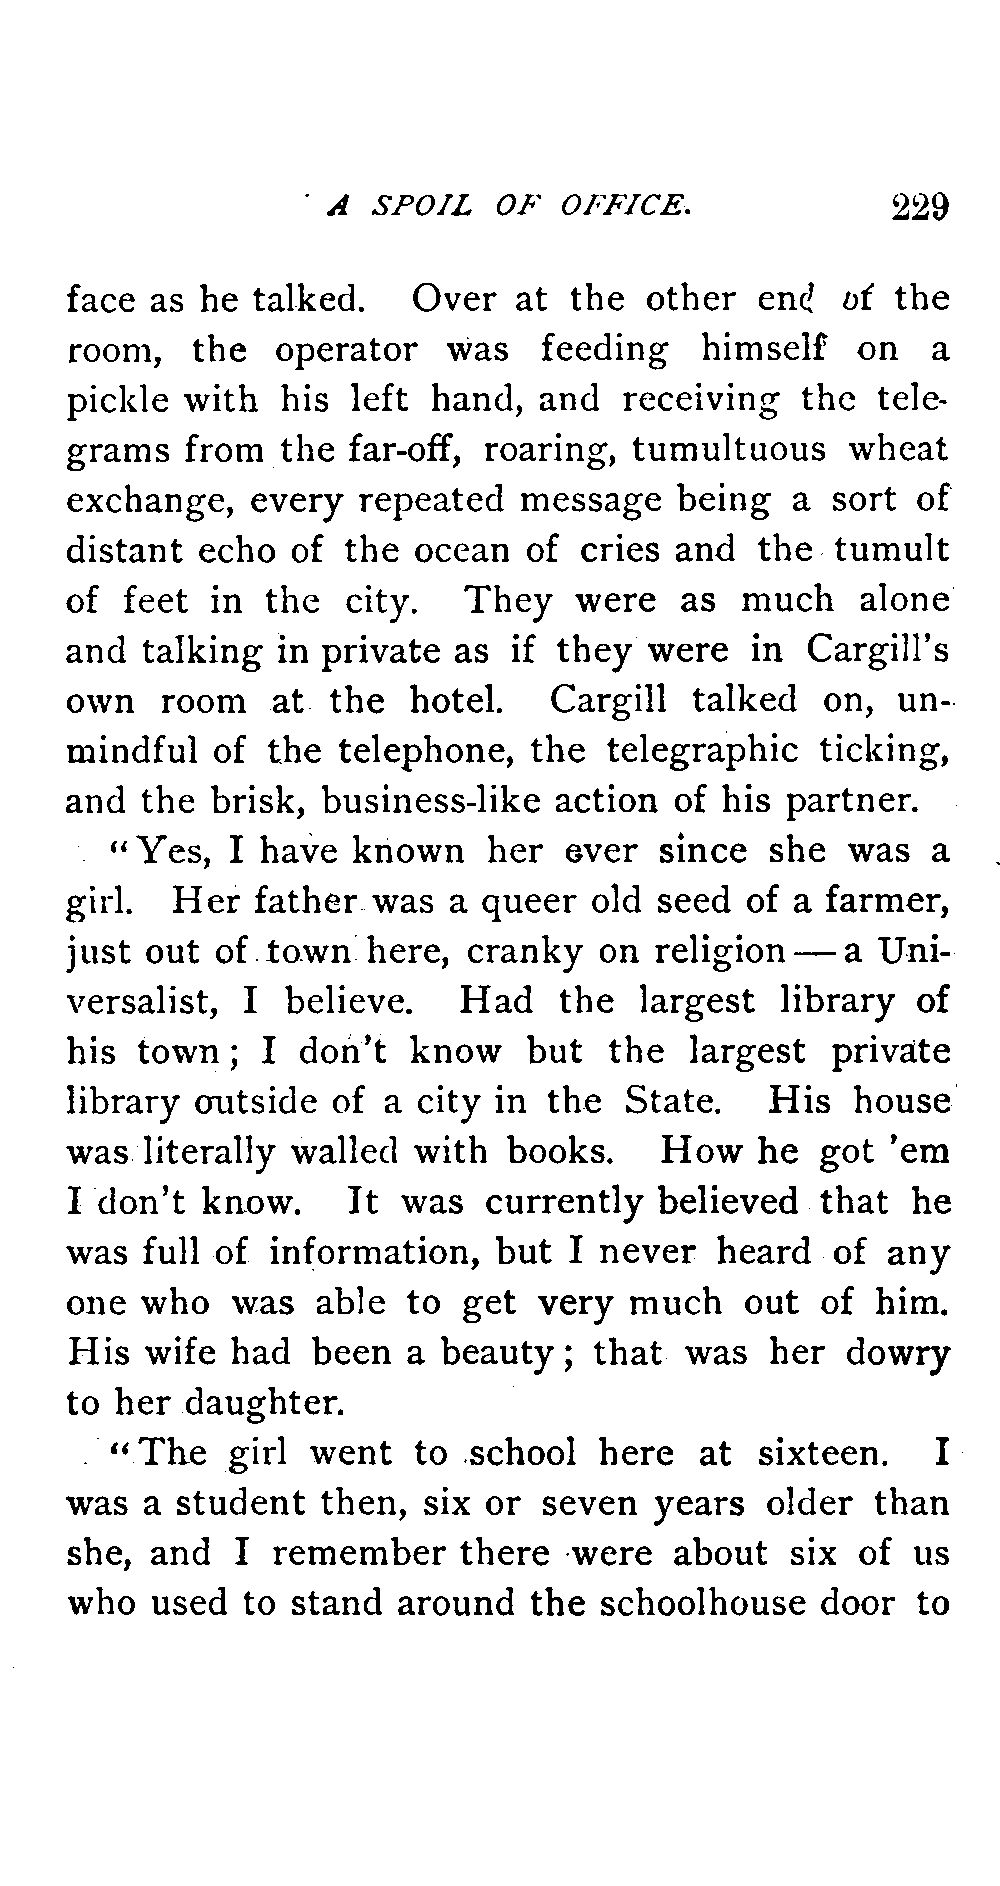 A SPOIL OF OFFICE. 229
face as he talked. Over at the other end of the
room, the operator was feeding himself on a
pickle with his left hand, and receiving the tele-
grams from the far-off, roaring, tumultuous wheat
exchange, every repeated message being a sort of
distant echo of the ocean of cries and the tumult
of feet in the city. They were as much alone
and talking in private as if they were in Cargill's
own room at the hotel. Cargill talked on, un-
mindful of the telephone, the telegraphic ticking,
and the brisk, business-like action of his partner.
"Yes, I have known her ever since she was a
girl. Her father was a queer old seed of a farmer,
just out of town here, cranky on religion — a Uni-
versalist, I believe. Had the largest library of
his town; I don't know but the largest private
library outside of a city in the State. His house
was literally walled with books. How he got 'em
I don't know. It was currently believed that he
was full of information, but I never heard of any
one who was able to get very much out of him.
His wife had been a beauty; that was her dowry
to her daughter.
"The girl went to school here at sixteen. I
was a student then, six or seven years older than
she, and I remember there were about six of us
who used to stand around the schoolhouse door to